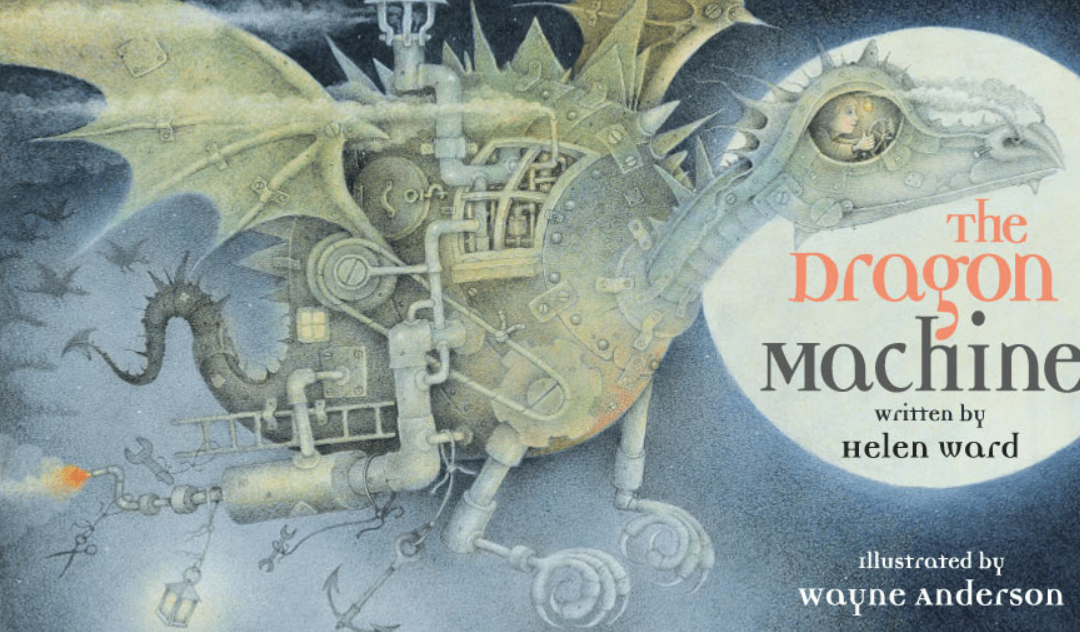 The
Dragon
Machine
written by
Helen Ward
illustrated by
Wayne Anderson